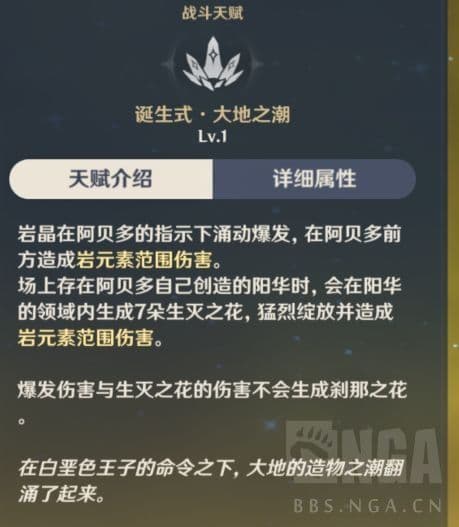 战斗天赋
诞生式·大地之潮
Lv.1
天赋介绍 详细属性
岩晶在阿贝多的指示下涌动爆发，在阿贝多前
方造成岩元素范围伤害。
场上存在阿贝多自己创造的阳华时，会在阳华
的领域内生成7朵生灭之花，猛烈绽放并造成
岩元素范围伤害。
爆发伤害与生灭之花的伤害不会生成刹那之花
。
在白垩色王子的命令之下，大地的造物之潮翻
涌了起来。
NGA
BBS.NGA.CN